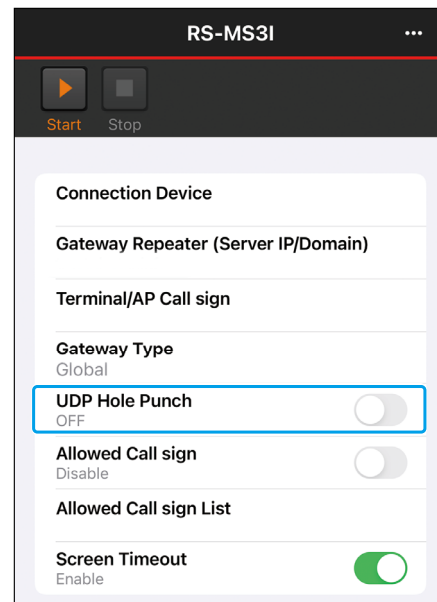 RS-MS3I
Start Stop
Connection Device
Gateway Repeater (Server IP/Domain)
Terminal/AP Call sign
Gateway Type
Global
UDP Hole Punch
OFF
Allowed Call sign
Disable
Allowed Call sign List
Screen Timeout
Enable